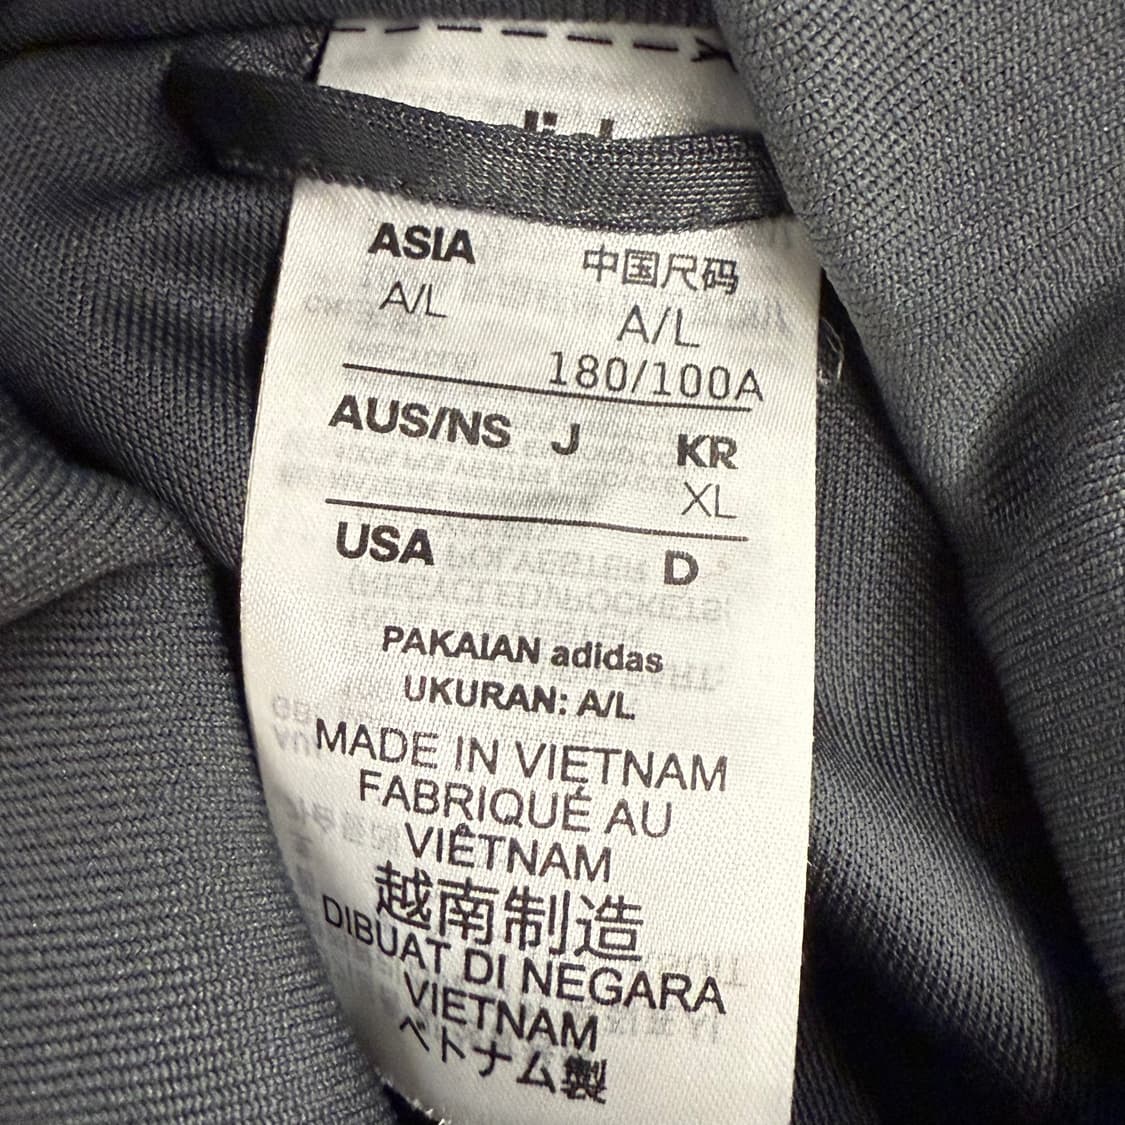 ASIA 中国尺码
A/L A/L
180/100A
AUS/NS J KR
XL
USA D
PAKAIAN adidas
UKURAN: A/L
MADE IN VIETNAM
FABRIQUÉ AU
VIÊTNAM
越南制造
DIBUAT DI NEGARA
VIETNAM
ベトナム製